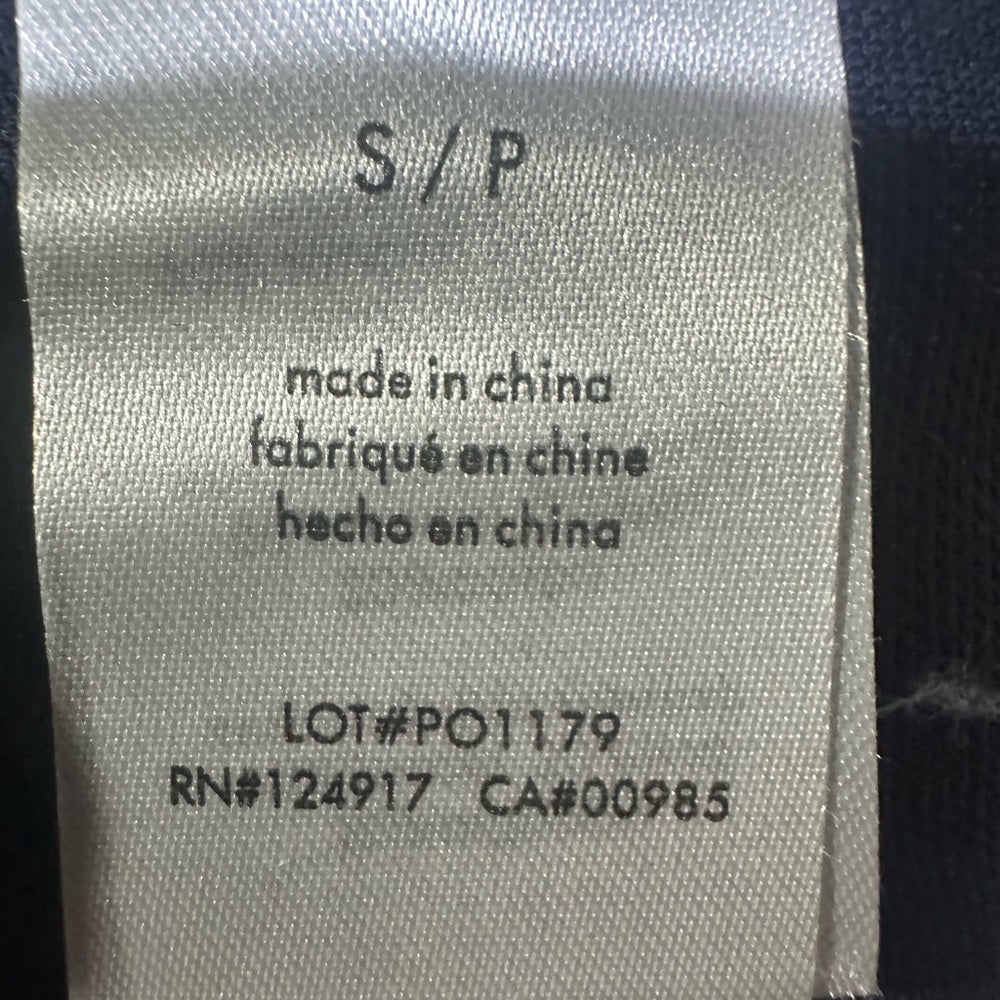 S / P
made in china
fabriqué en chine
hecho en china
LOT#PO1179
RN#124917 CA#00985